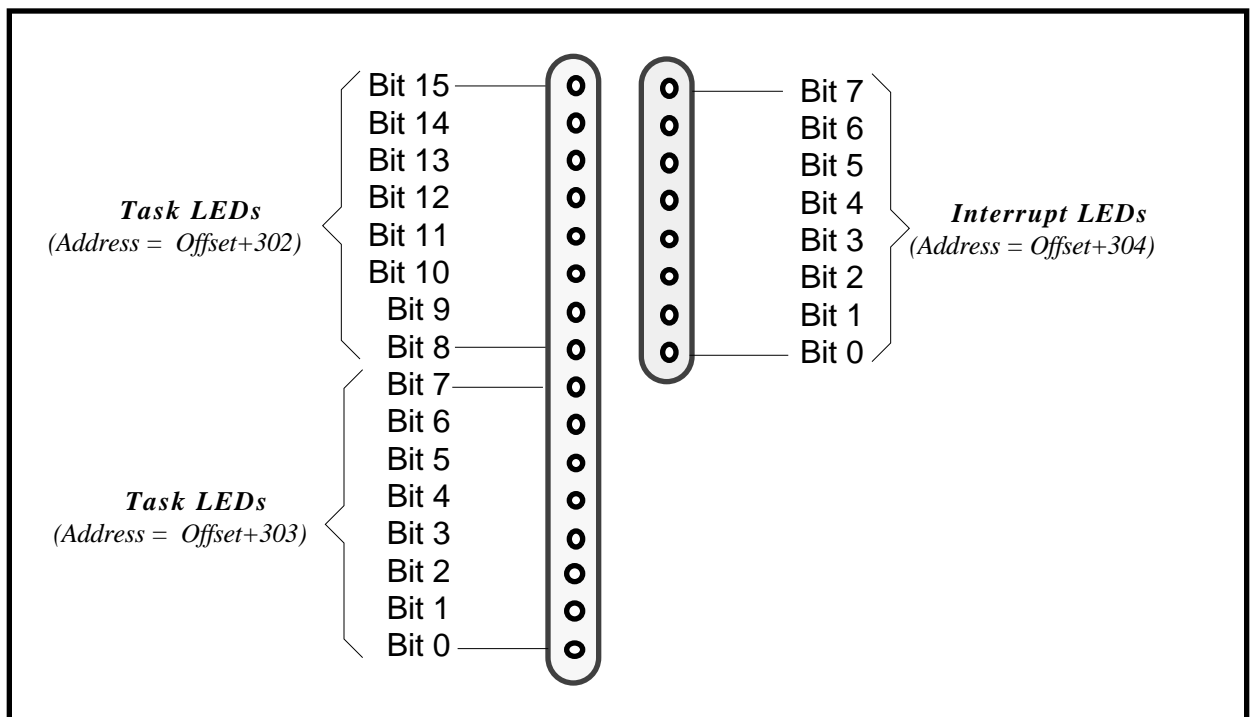 Bit 15
Bit 14
Bit 13
Bit 12
Bit 11
Bit 10
Bit 9
Bit 8
Task LEDs
(Address = Offset+302)
Bit 7
Bit 6
Bit 5
Bit 4
Bit 3
Bit 2
Bit 1
Bit 0
Task LEDs
(Address = Offset+303)
Bit 7
Bit 6
Bit 5
Bit 4
Bit 3
Bit 2
Bit 1
Bit 0
Interrupt LEDs
(Address = Offset+304)